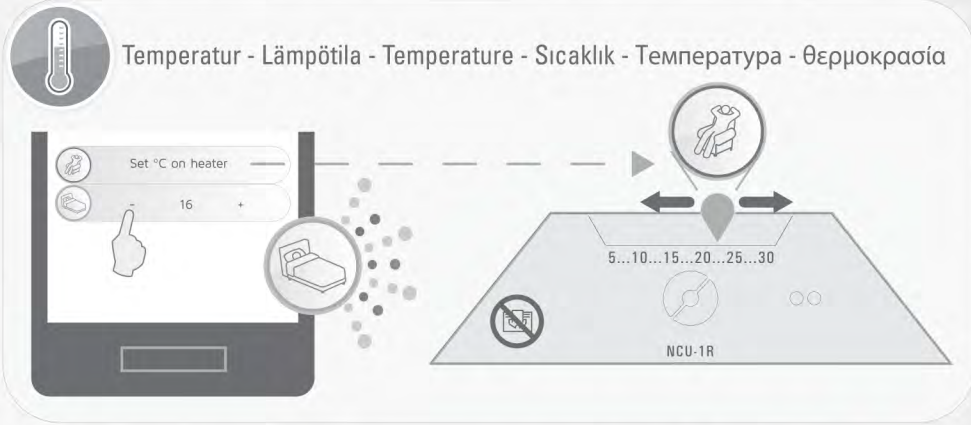 Temperatur - Lämpötila - Temperature - Sıcaklık - Температура - θερμοκρασία
Set °C on heater
- 16 +
5...10...15...20...25...30
NCU-1R